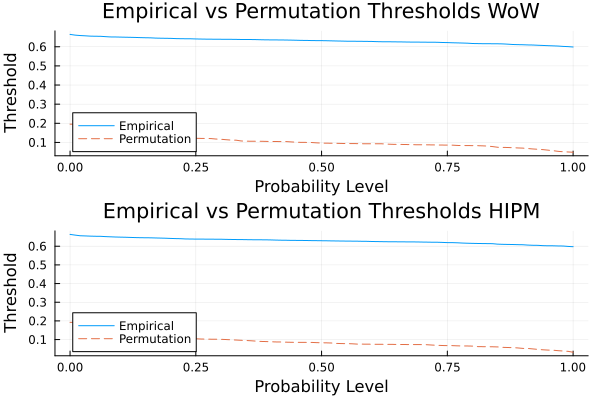 Empirical vs Permutation Thresholds WoW
Threshold
0.6
0.5
0.4
0.3
0.2
0.1
Empirical
Permutation
0.00 0.25 0.50 0.75 1.00
Probability Level
Empirical vs Permutation Thresholds HIPM
Threshold
0.6
0.5
0.4
0.3
0.2
0.1
Empirical
Permutation
0.00 0.25 0.50 0.75 1.00
Probability Level